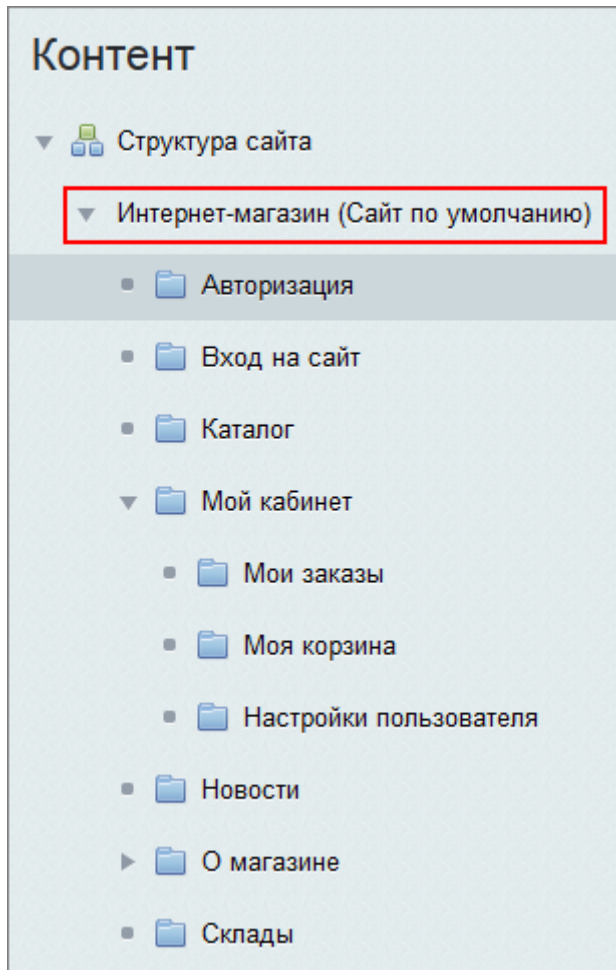 Контент
Структура сайта
Интернет-магазин (Сайт по умолчанию)
Авторизация
Вход на сайт
Каталог
Мой кабинет
Мои заказы
Моя корзина
Настройки пользователя
Новости
О магазине
Склады